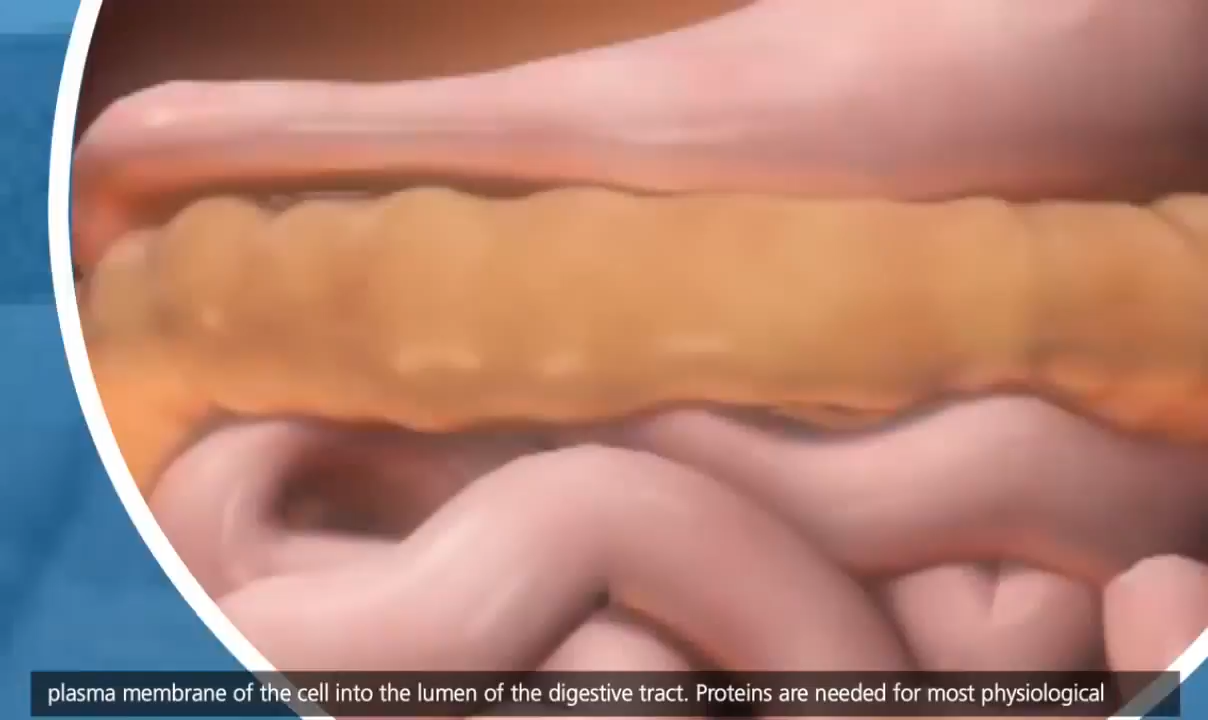 plasma membrane of the cell into the lumen of the digestive tract. Proteins are needed for most physiological